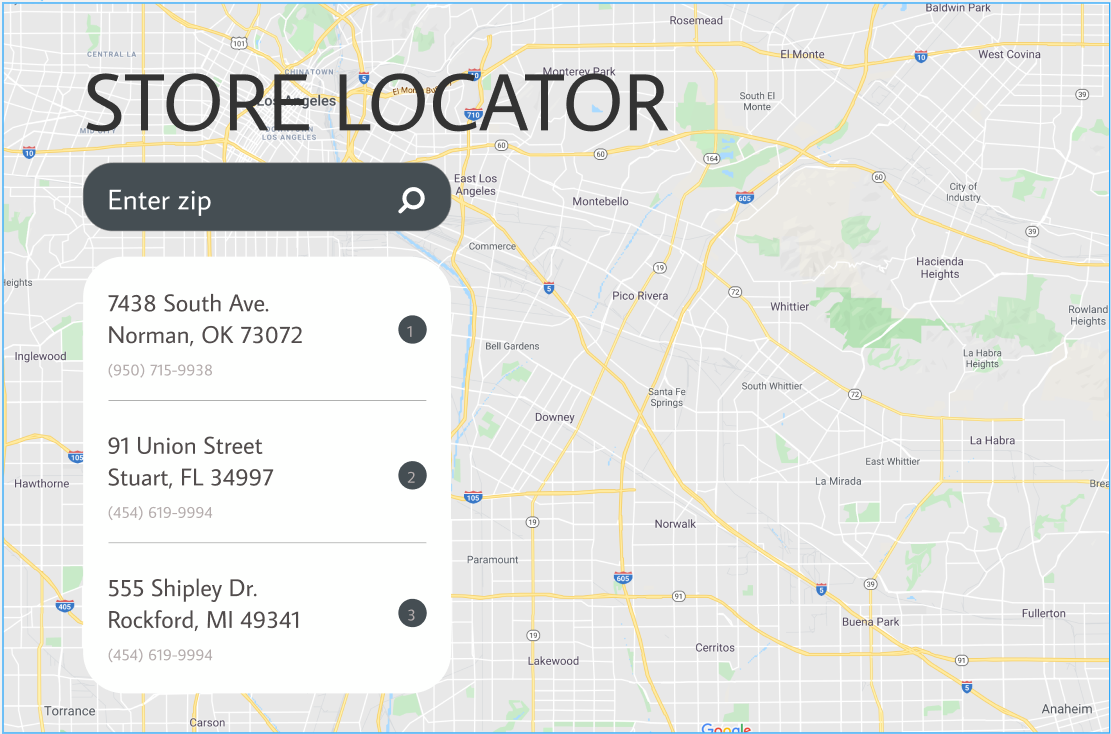 Baldwin Park
Rosemead
101
CENTRAL LA
El Monte
10
West Covina
CHINATOWN
5
10
Monterey Park
STORE LOCATOR
Los Angeles
El Monte Busway
South El
Monte
39
710
MID CITY
DOWNTOWN
LOS ANGELES
10
60
60
164
East Los
Angeles
60
City of
Industry
605
Montebello
Enter zip
39
Commerce
Hacienda
Heights
19
Heights
5
72
Pico Rivera
Whittier
Rowland
Heights
7438 South Ave.
Norman, OK 73072
1
(950) 715-9938
Inglewood
Bell Gardens
La Habra
Heights
South Whittier
Santa Fe
Springs
72
Downey
91 Union Street
Stuart, FL 34997
2
(454) 619-9994
La Habra
105
East Whittier
Hawthorne
La Mirada
Brea
105
19
Norwalk
Paramount
555 Shipley Dr.
Rockford, MI 49341
3
(454) 619-9994
605
39
5
91
405
Fullerton
Buena Park
19
Cerritos
Lakewood
91
5
Torrance
Carson
Anaheim
Google